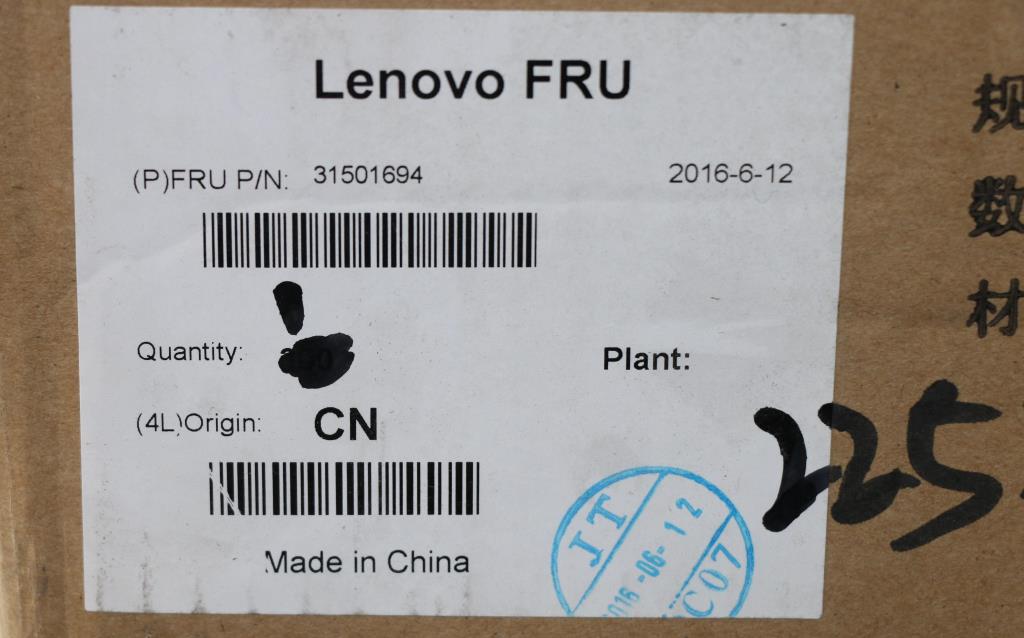 Lenovo FRU
(P)FRU P/N: 31501694 2016-6-12
Quantity:
Plant:
(4L)Origin: CN
Made in China
225
JT
016-06-12
C07
规
数
材